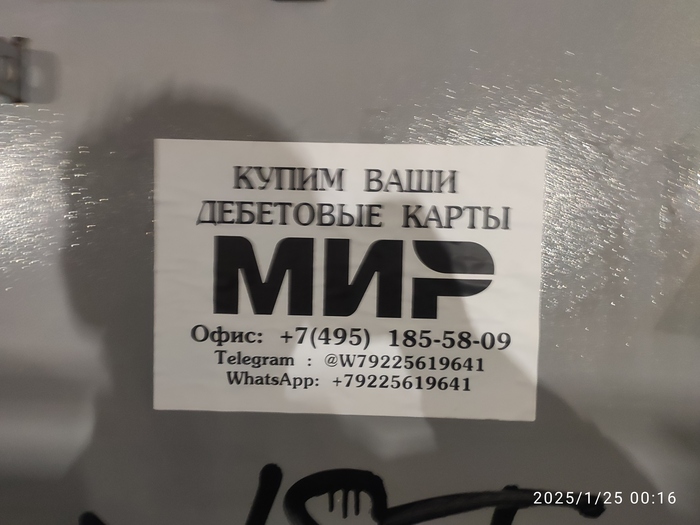 КУПИМ ВАШИ
ДЕБЕТОВЫЕ КАРТЫ
МИР
Офис: +7(495) 185-58-09
Telegram : @W79225619641
WhatsApp: +79225619641
2025/1/25 00:16